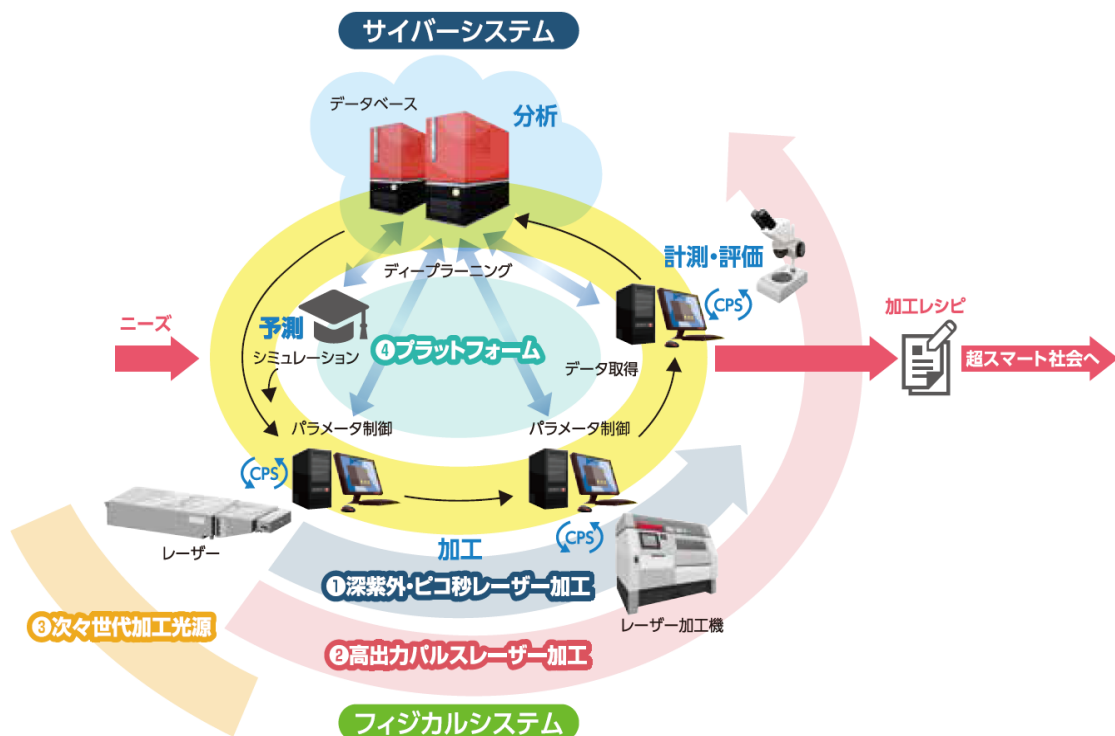 サイバーシステム
データベース
分析
ディープラーニング
計測・評価
CPS
ニーズ
予測
シミュレーション
❹プラットフォーム
データ取得
加工レシピ
超スマート社会へ
パラメータ制御
パラメータ制御
CPS
レーザー
加工
CPS
❶深紫外・ピコ秒レーザー加工
レーザー加工機
❸次々世代加工光源
❷高出力パルスレーザー加工
フィジカルシステム